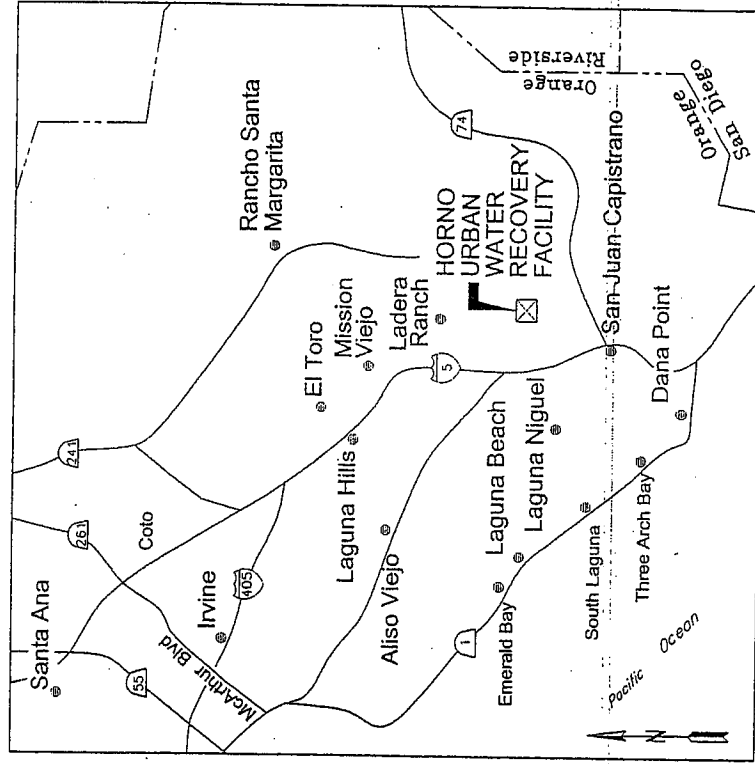 Santa Ana
55
261
241
Coto
McArthur Blvd
Irvine
405
Rancho Santa
Margarita
El Toro
Mission
Viejo
Laguna Hills
Ladera
Ranch
5
Aliso Viejo
HORNO
URBAN
WATER
RECOVERY
FACILITY
74
Orange
Riverside
Laguna Beach
Emerald Bay
Laguna Niguel
1
South Laguna
San Juan Capistrano
Three Arch Bay
Dana Point
Orange
San Diego
Pacific Ocean
N